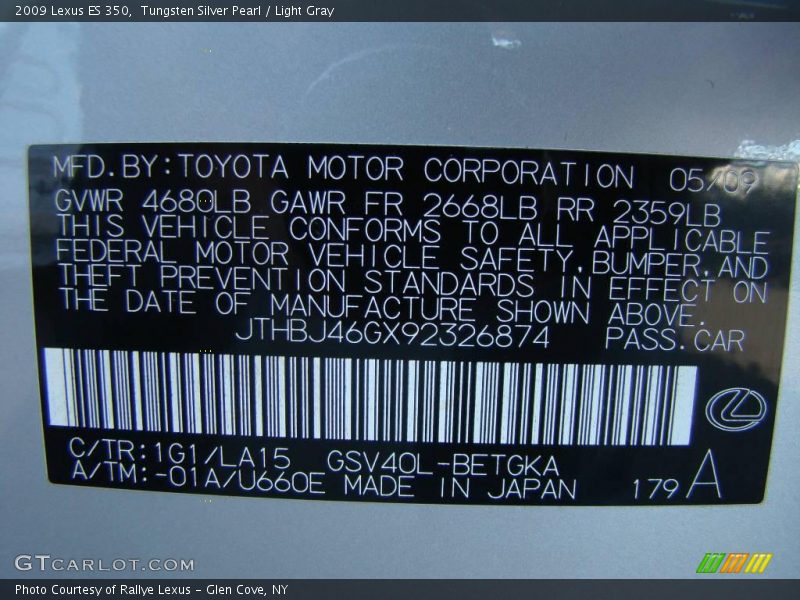 2009 Lexus ES 350,  Tungsten Silver Pearl / Light Gray
MFD.BY:TOYOTA MOTOR CORPORATION 05/09
GVWR 4680LB GAWR FR 2668LB RR 2359LB
THIS VEHICLE CONFORMS TO ALL APPLICABLE
FEDERAL MOTOR VEHICLE SAFETY,BUMPER,AND
THEFT PREVENTION STANDARDS IN EFFECT ON
THE DATE OF MANUFACTURE SHOWN ABOVE.
JTHBJ46GX92326874 PASS.CAR
C/TR:1G1/LA15 GSV40L-BETGKA
A/TM:-01A/U660E MADE IN JAPAN 179 A
GTCARLOT.COM
Photo Courtesy of Rallye Lexus - Glen Cove, NY